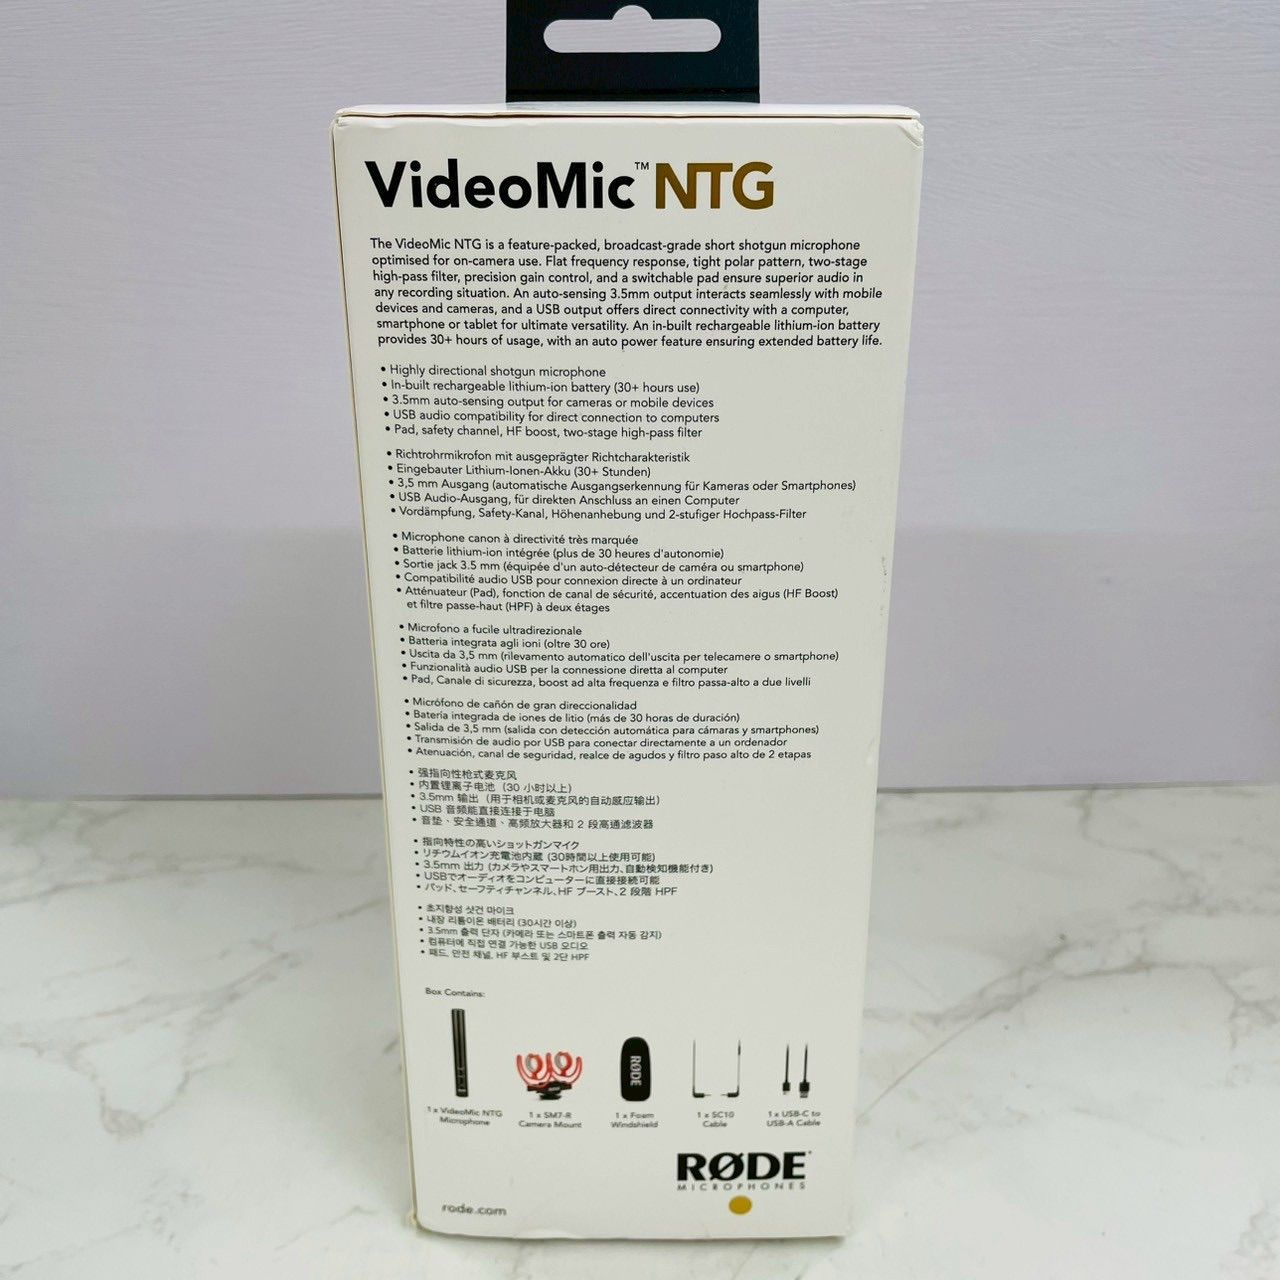 VideoMic™ NTG
The VideoMic NTG is a feature-packed, broadcast-grade short shotgun microphone
optimised for on-camera use. Flat frequency response, tight polar pattern, two-stage
high-pass filter, precision gain control, and a switchable pad ensure superior audio in
any recording situation. An auto-sensing 3.5mm output interacts seamlessly with mobile
devices and cameras, and a USB output offers direct connectivity with a computer,
smartphone or tablet for ultimate versatility. An in-built rechargeable lithium-ion battery
provides 30+ hours of usage, with an auto power feature ensuring extended battery life.
• Highly directional shotgun microphone
• In-built rechargeable lithium-ion battery (30+ hours use)
• 3.5mm auto-sensing output for cameras or mobile devices
• USB audio compatibility for direct connection to computers
• Pad, safety channel, HF boost, two-stage high-pass filter
• Richtrohrmikrofon mit ausgeprägter Richtcharakteristik
• Eingebauter Lithium-Ionen-Akku (30+ Stunden)
• 3,5 mm Ausgang (automatische Ausgangserkennung für Kameras oder Smartphones)
• USB Audio-Ausgang, für direkten Anschluss an einen Computer
• Vordämpfung, Safety-Kanal, Höhenanhebung und 2-stufiger Hochpass-Filter
• Microphone canon à directivité très marquée
• Batterie lithium-ion intégrée (plus de 30 heures d'autonomie)
• Sortie jack 3.5 mm (équipée d'un auto-détecteur de caméra ou smartphone)
• Compatibilité audio USB pour connexion directe à un ordinateur
• Atténuateur (Pad), fonction de canal de sécurité, accentuation des aigus (HF Boost)
et filtre passe-haut (HPF) à deux étages
• Microfono a fucile ultradirezionale
• Batteria integrata agli ioni (oltre 30 ore)
• Uscita da 3,5 mm (rilevamento automatico dell'uscita per telecamere o smartphone)
• Funzionalità audio USB per la connessione diretta al computer
• Pad, Canale di sicurezza, boost ad alta frequenza e filtro passa-alto a due livelli
• Micrófono de cañón de gran direccionalidad
• Bateria integrada de iones de litio (más de 30 horas de duración)
• Salida de 3,5 mm (salida con detección automática para cámaras y smartphones)
• Transmisión de audio por USB para conectar directamente a un ordenador
• Atenuación, canal de seguridad, realce de agudos y filtro paso alto de 2 etapas
• 强指向性枪式麦克风
• 内置锂离子电池（30 小时以上）
• 3.5mm 输出（用于相机或麦克风的自动感应输出）
• USB 音频能直接连接于电脑
• 音垫、安全通道、高频放大器和 2 段高通滤波器
• 指向特性の高いショットガンマイク
• リチウムイオン充電池内蔵 (30時間以上使用可能)
• 3.5mm 出力 (カメラやスマートホン用出力、自動検知機能付き)
• USBでオーディオをコンピューターに直接接続可能
• パッド、セーフティチャンネル、HF ブースト、2 段階 HPF
• 초지향성 샷건 마이크
• 내장 리튬이온 배터리 (30시간 이상)
• 3.5mm 출력 단자 (카메라 또는 스마트폰 출력 자동 감지)
• 컴퓨터에 직접 연결 가능한 USB 오디오
• 패드, 안전 채널, HF 부스트 및 2단 HPF
Box Contains:
RØDE
1 x VideoMic NTG
Microphone
1 x SM7-R
Camera Mount
1 x Foam
Windshield
1 x SC10
Cable
1 x USB-C to
USB-A Cable
RØDE
MICROPHONES
rode.com